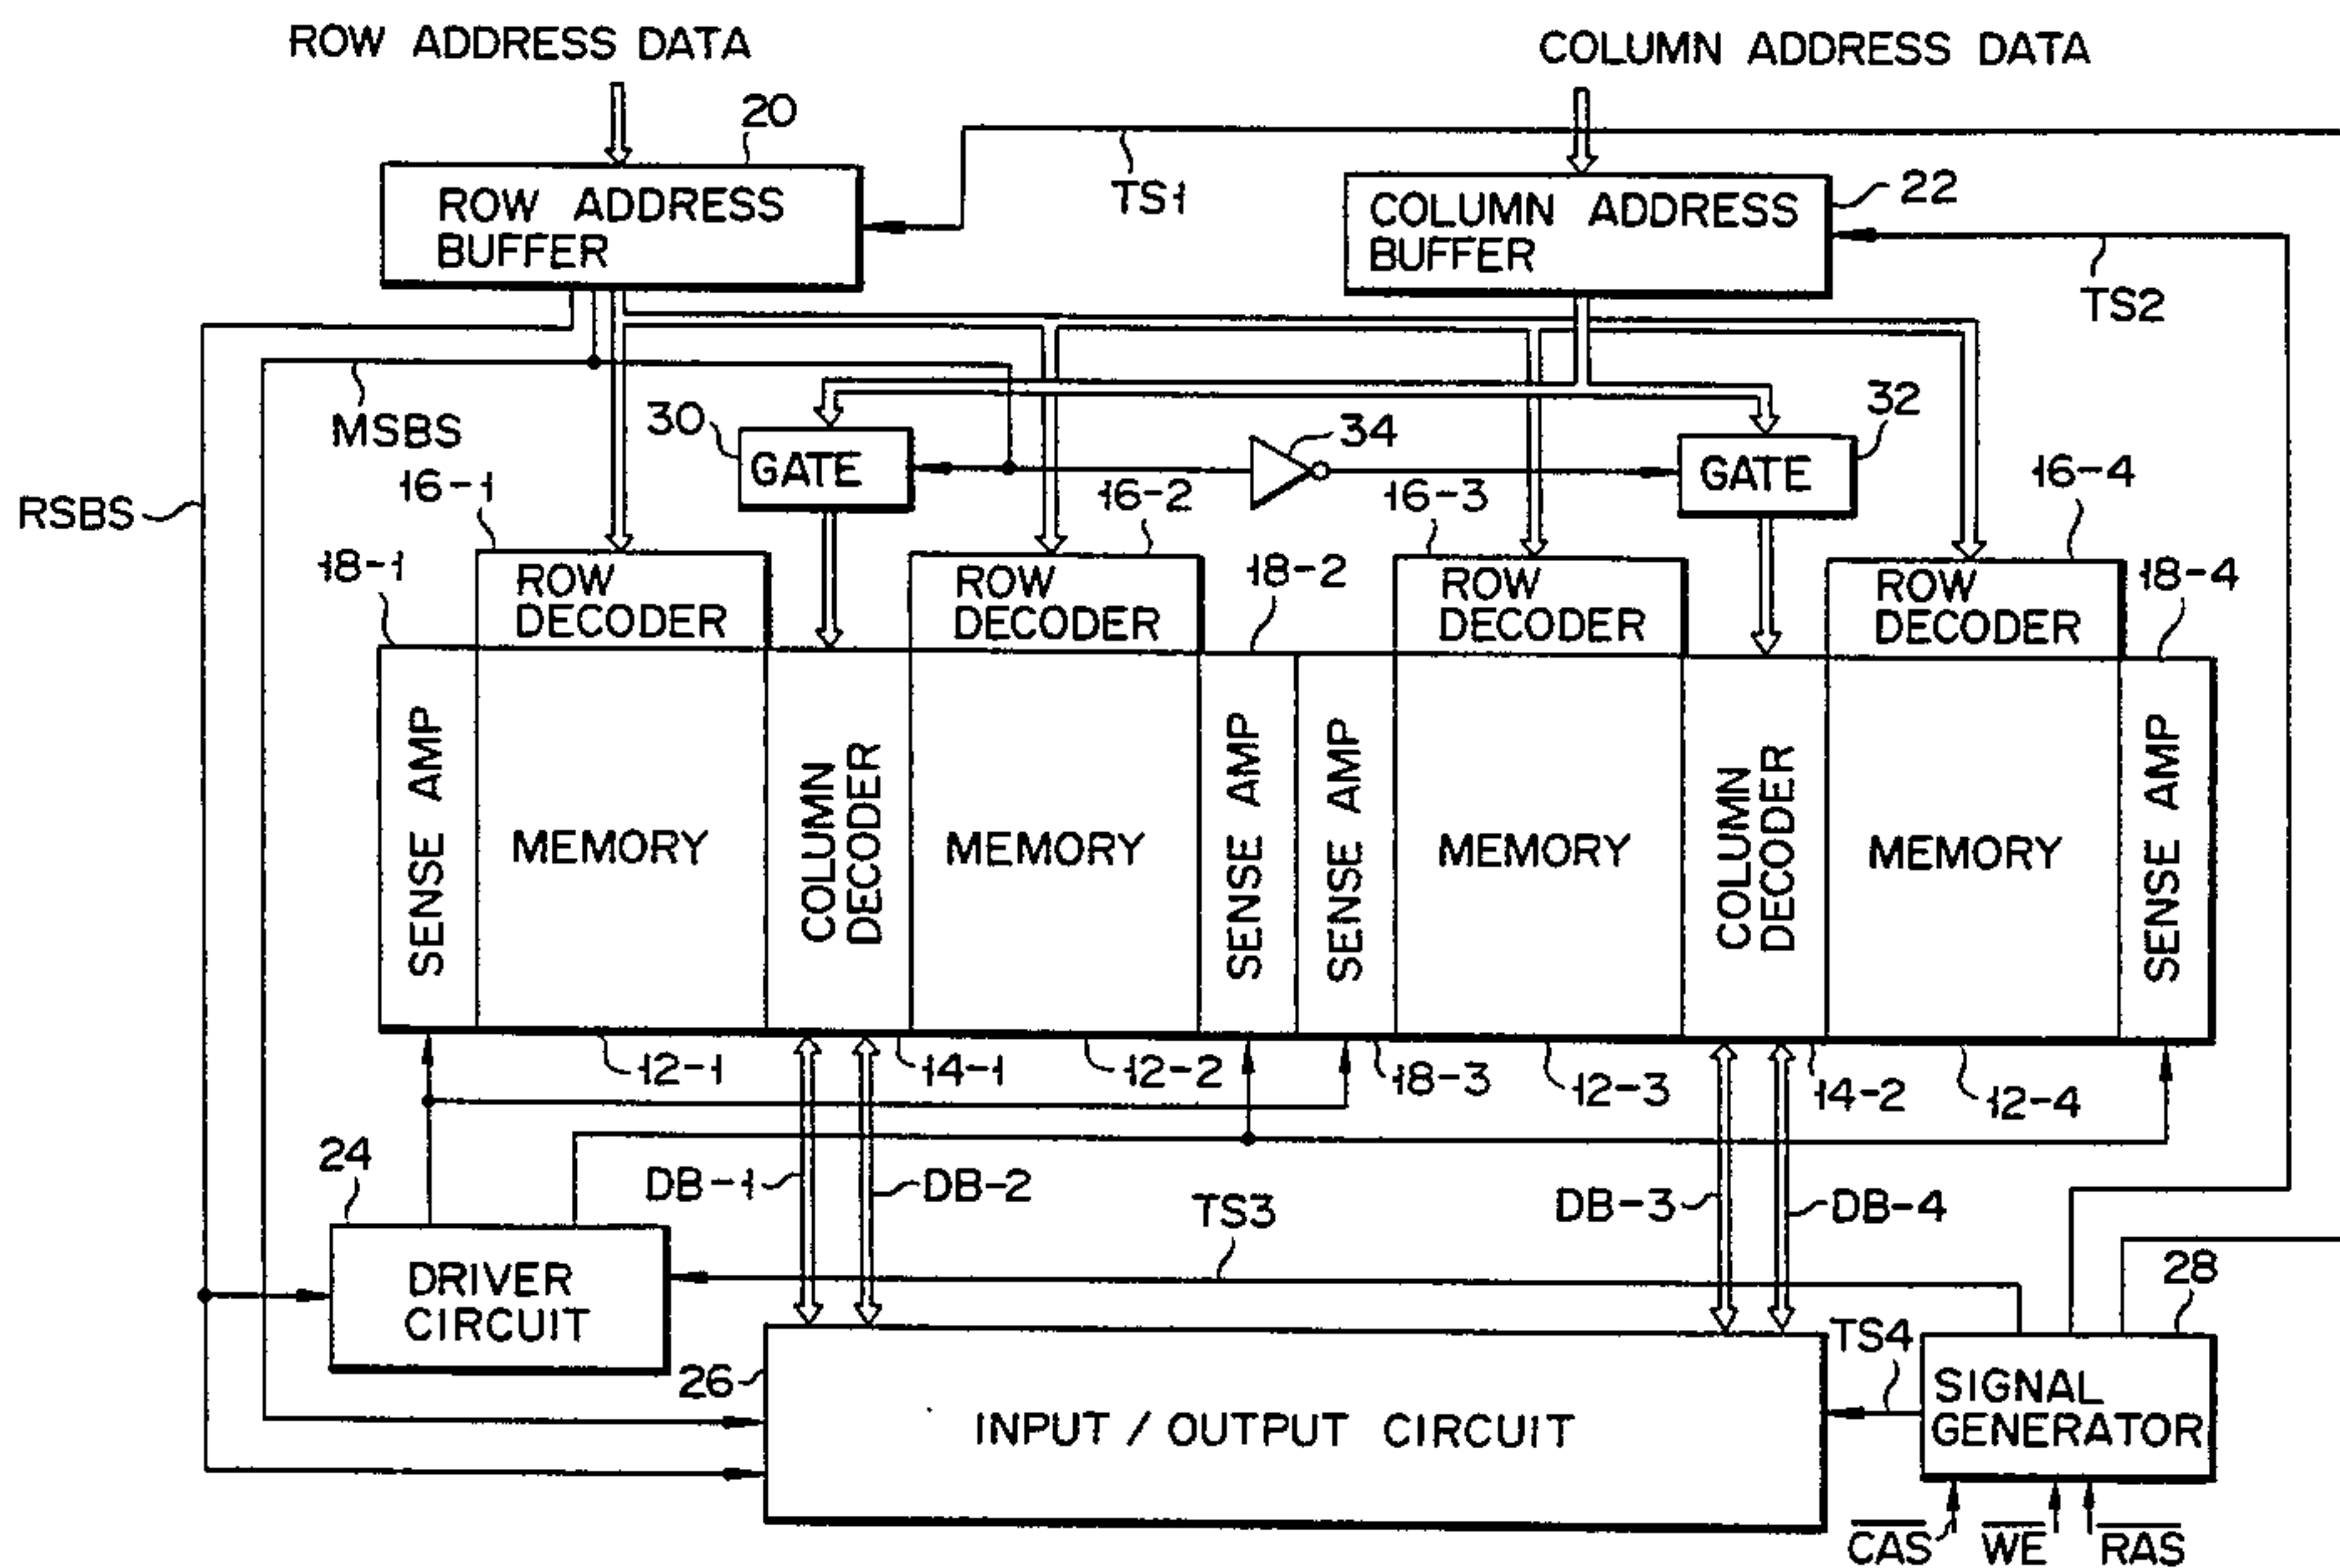 ROW ADDRESS DATA
COLUMN ADDRESS DATA
20
ROW ADDRESS
BUFFER
TS1
22
COLUMN ADDRESS
BUFFER
TS2
MSBS
30
GATE
34
32
GATE
RSBS
16-1
16-2
16-3
16-4
18-1
ROW
DECODER
ROW
DECODER
18-2
ROW
DECODER
ROW
DECODER
18-4
SENSE AMP
MEMORY
COLUMN
DECODER
MEMORY
SENSE AMP
SENSE AMP
MEMORY
COLUMN
DECODER
MEMORY
SENSE AMP
12-1
14-1
12-2
18-3
12-3
14-2
12-4
24
DB-1
DB-2
TS3
DB-3
DB-4
DRIVER
CIRCUIT
28
26
INPUT / OUTPUT CIRCUIT
TS4
SIGNAL
GENERATOR
C̅A̅S̅
W̅E̅
R̅A̅S̅